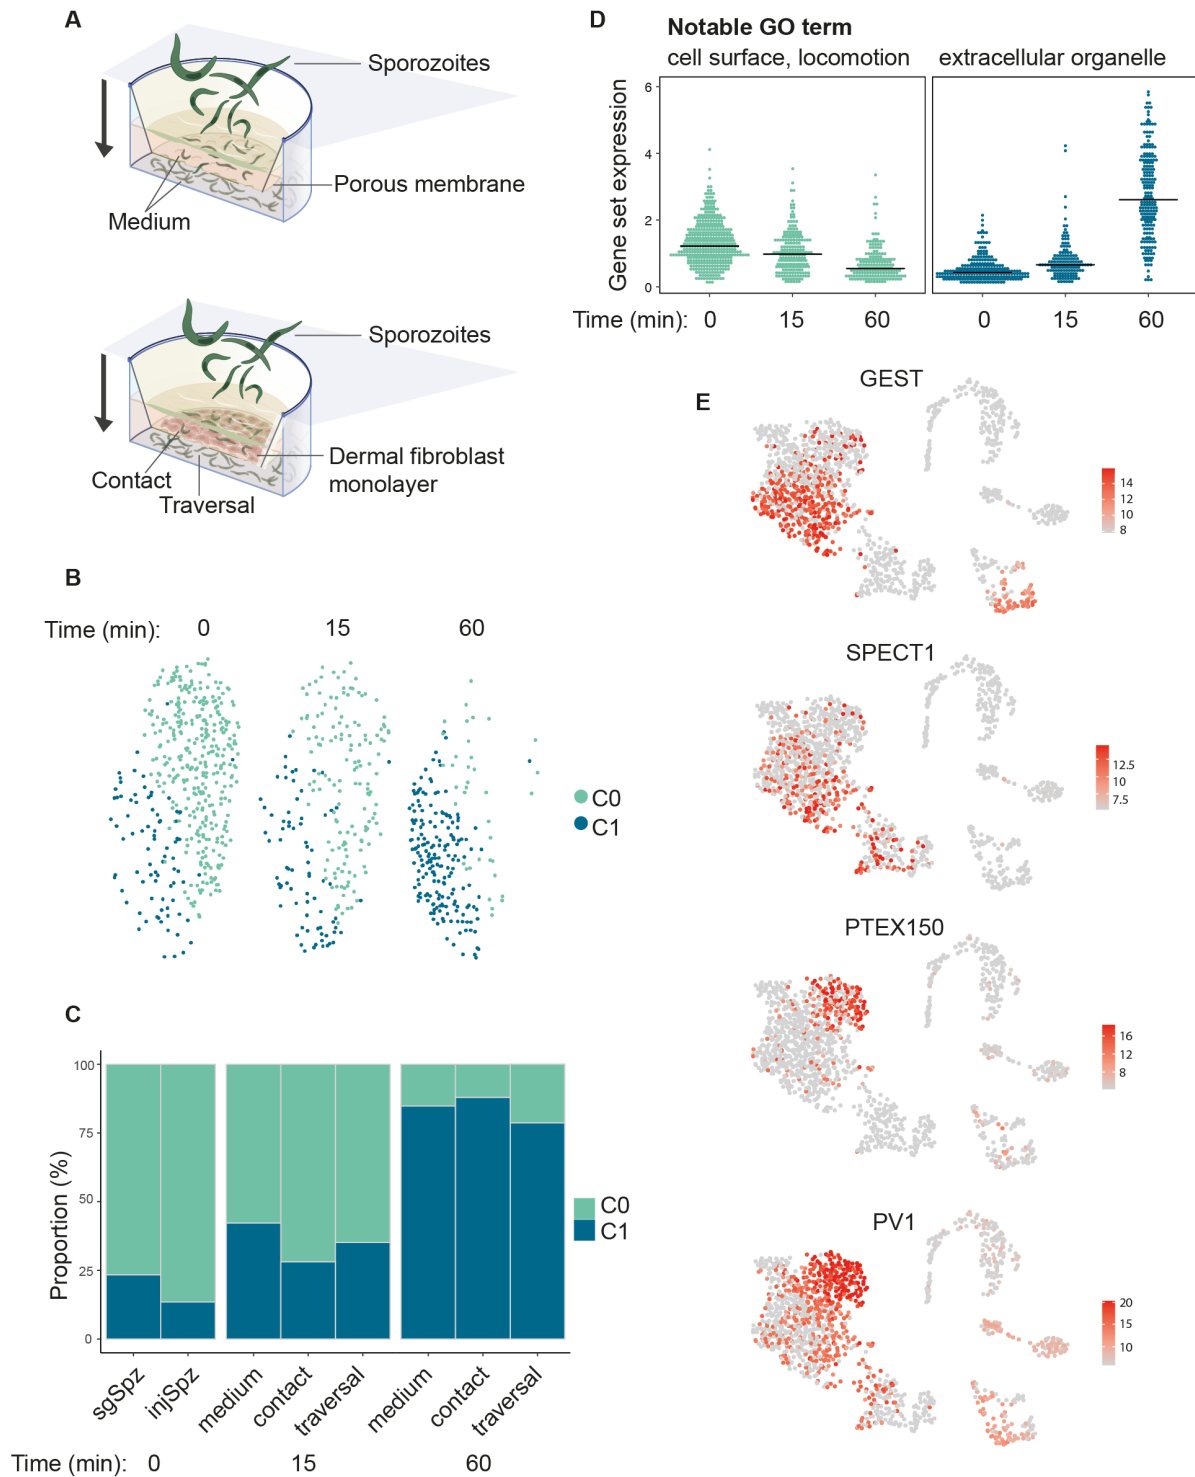 A
Sporozoites
Porous membrane
Medium
Sporozoites
Dermal fibroblast
monolayer
Contact
Traversal
B
Time (min): 0 15 60
C0
C1
C
Proportion (%)
100
75
50
25
0
C0
C1
sgSpz injSpz medium contact traversal medium contact traversal
Time (min): 0 15 60
D
Notable GO term
cell surface, locomotion extracellular organelle
Gene set expression
6
4
2
0
Time (min): 0 15 60 0 15 60
E
GEST
14
12
10
8
SPECT1
12.5
10
7.5
PTEX150
16
12
8
PV1
20
15
10